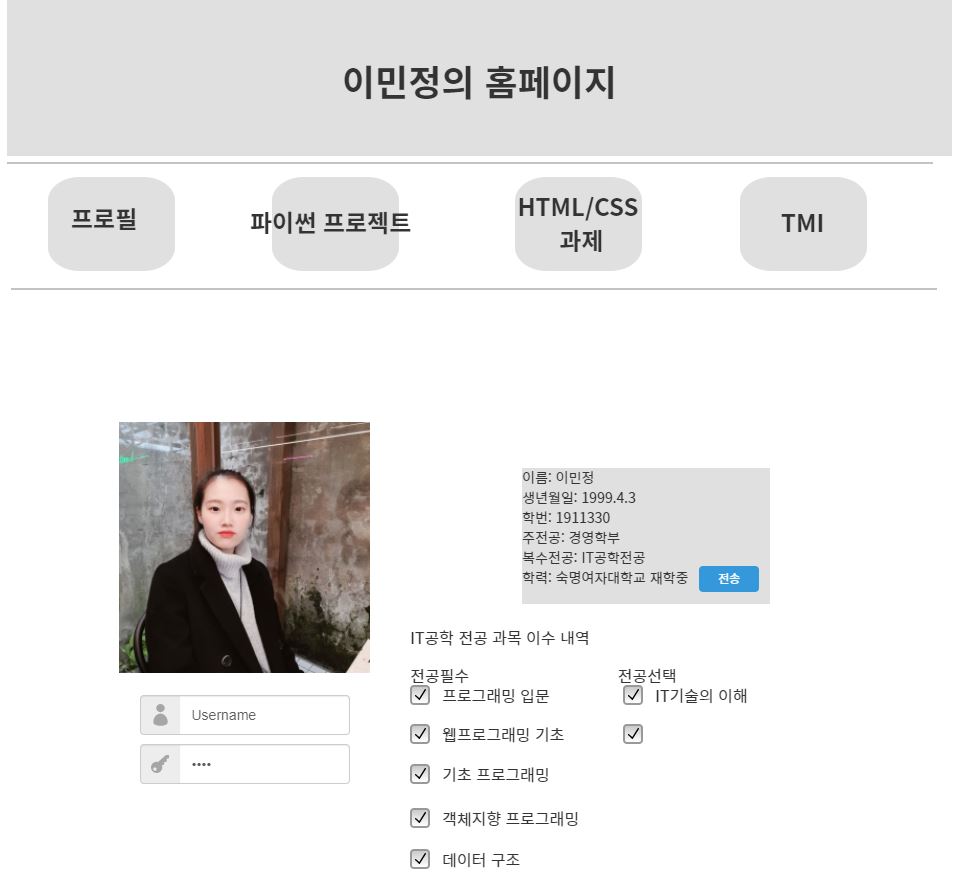 이민정의 홈페이지
프로필
파이썬 프로젝트
HTML/CSS
과제
TMI
이름: 이민정
생년월일: 1999.4.3
학번: 1911330
주전공: 경영학부
복수전공: IT공학전공
학력: 숙명여자대학교 재학중
전송
IT공학 전공 과목 이수 내역
전공필수
전공선택
프로그래밍 입문
IT기술의 이해
Username
웹프로그래밍 기초
••••
기초 프로그래밍
객체지향 프로그래밍
데이터 구조